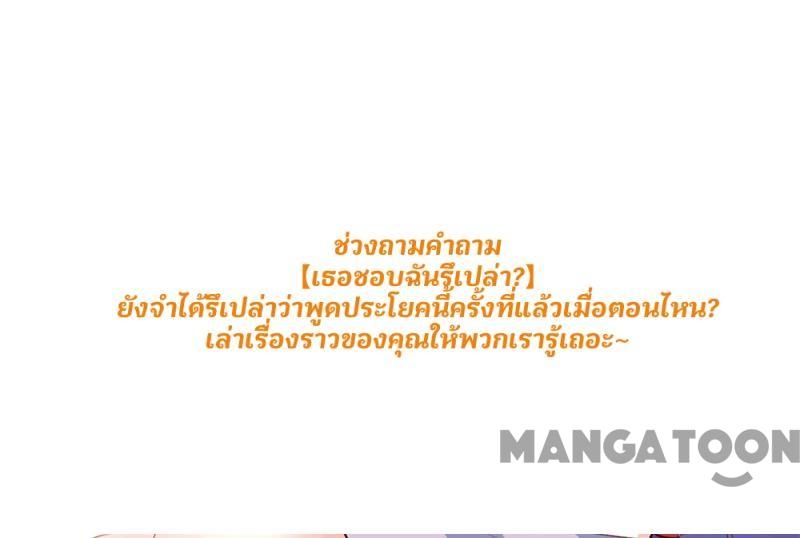 ช่วงถามคำถาม
【เธอชอบฉันรึเปล่า?】
ยังจำได้รึเปล่าว่าพูดประโยคนี้ครั้งที่แล้วเมื่อตอนไหน?
เล่าเรื่องราวของคุณให้พวกเรารู้เถอะ~
MANGATOON